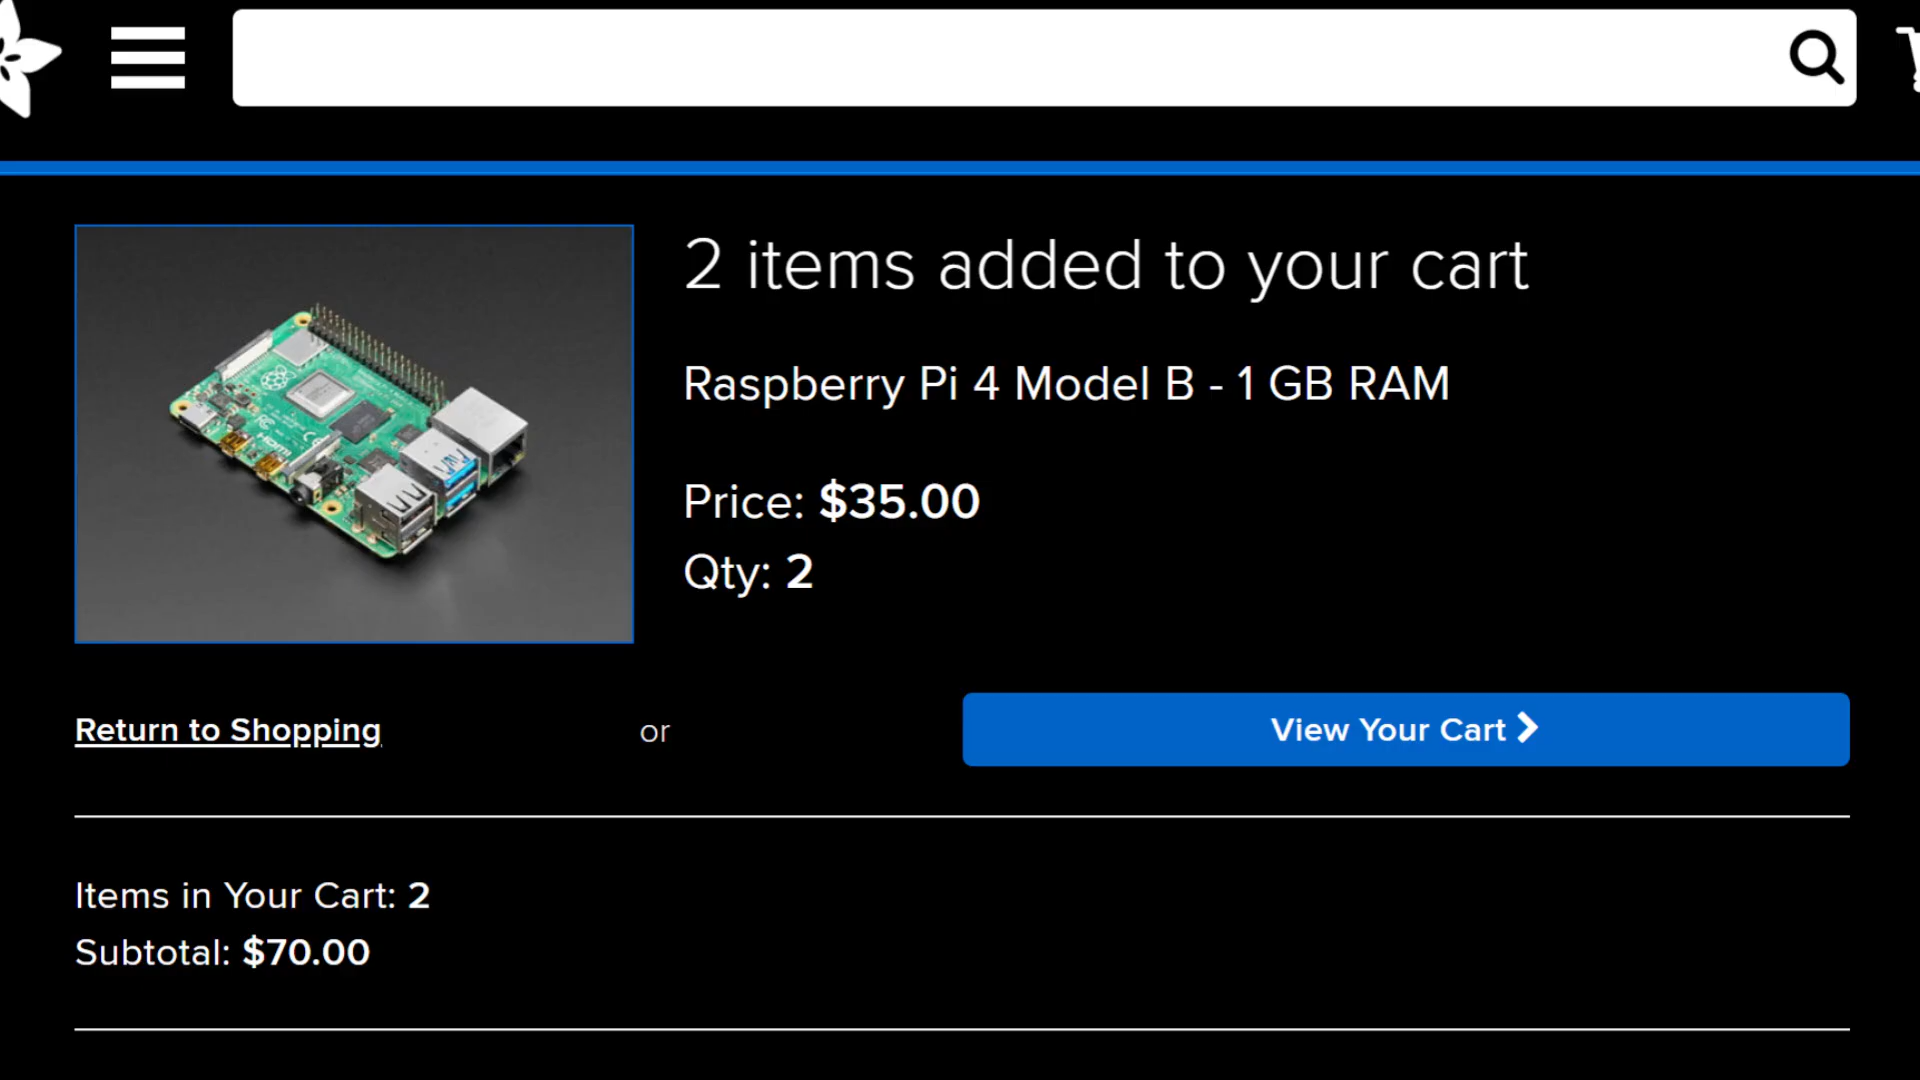 2 items added to your cart
Raspberry Pi 4 Model B - 1 GB RAM
Price: $35.00
Qty: 2
Return to Shopping
or
View Your Cart
Items in Your Cart: 2
Subtotal: $70.00